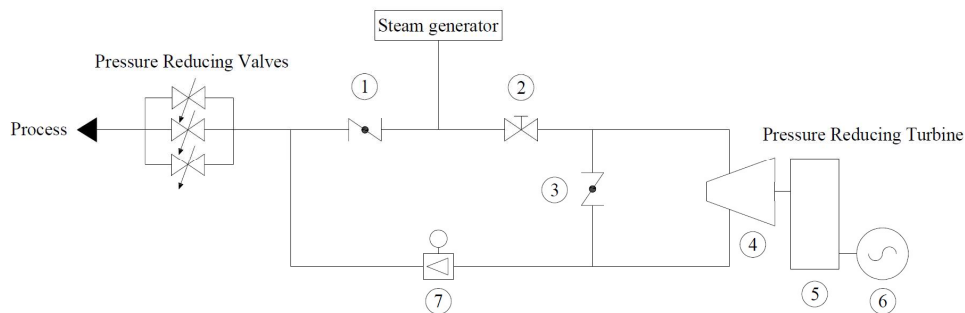 Steam generator
Pressure Reducing Valves
1
2
Process
Pressure Reducing Turbine
3
4
5
6
7